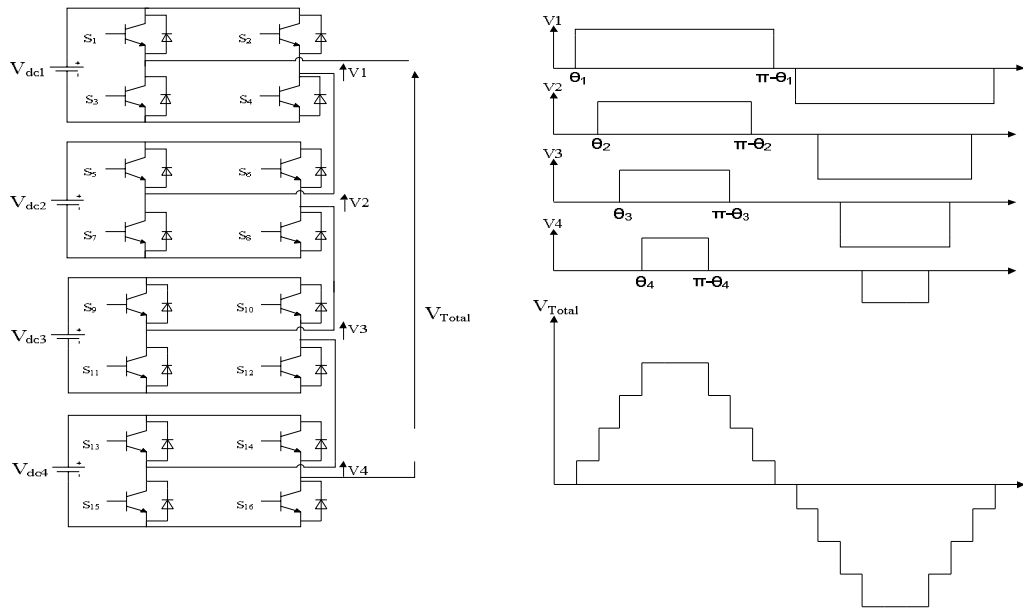 S1
S2
Vdc1
V1
S3
S4
S5
S6
Vdc2
V2
S7
S8
S9
S10
Vdc3
V3
S11
S12
S13
S14
Vdc4
V4
S15
S16
VTotal
V1
θ1
π-θ1
V2
θ2
π-θ2
V3
θ3
π-θ3
V4
θ4
π-θ4
VTotal